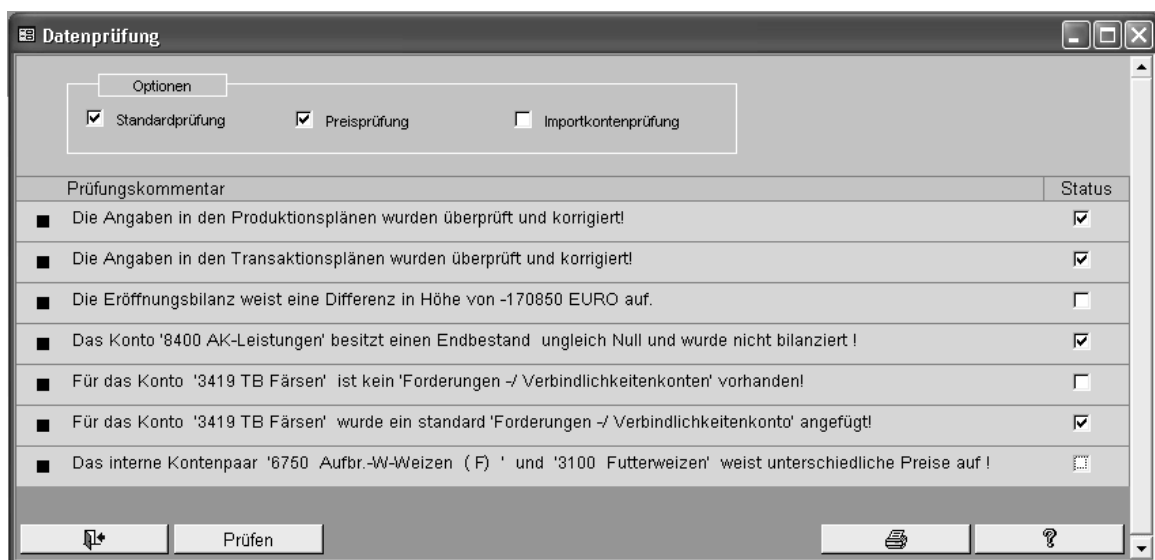 Datenprüfung
Optionen
Standardprüfung Preisprüfung Importkontenprüfung
Prüfungskommentar Status
Die Angaben in den Produktionsplänen wurden überprüft und korrigiert!
Die Angaben in den Transaktionsplänen wurden überprüft und korrigiert!
Die Eröffnungsbilanz weist eine Differenz in Höhe von -170850 EURO auf.
Das Konto '8400 AK-Leistungen' besitzt einen Endbestand ungleich Null und wurde nicht bilanziert !
Für das Konto '3419 TB Färsen' ist kein 'Forderungen -/ Verbindlichkeitenkonten' vorhanden!
Für das Konto '3419 TB Färsen' wurde ein standard 'Forderungen -/ Verbindlichkeitenkonto' angefügt!
Das interne Kontenpaar '6750 Aufbr.-W-Weizen ( F) ' und '3100 Futterweizen' weist unterschiedliche Preise auf !
Prüfen ?